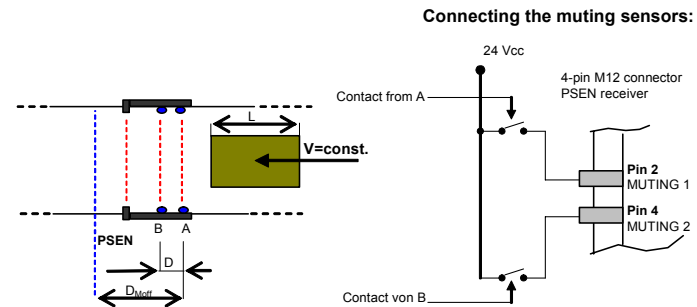 Connecting the muting sensors:
24 Vcc
4-pin M12 connector
PSEN receiver
Contact from A
L
V=const.
Pin 2
MUTING 1
Pin 4
MUTING 2
B A
PSEN
D
DMoff
Contact von B